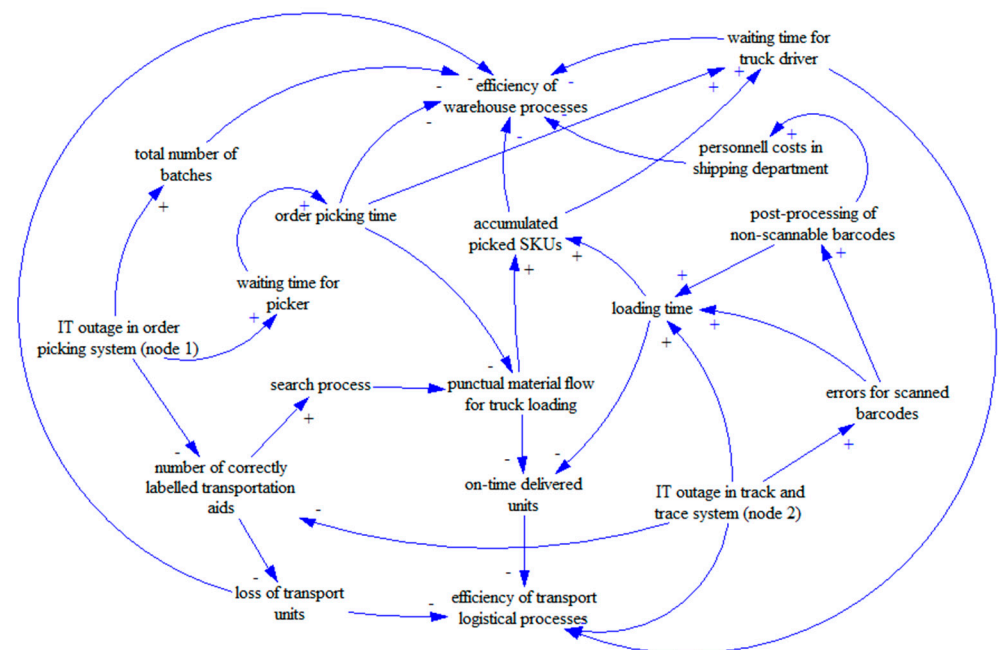 waiting time for
truck driver
efficiency of
warehouse processes
total number of
batches
personnell costs in
shipping department
order picking time
accumulated
picked SKUs
post-processing of
non-scannable barcodes
waiting time for
picker
loading time
IT outage in order
picking system (node 1)
search process
punctual material flow
for truck loading
errors for scanned
barcodes
number of correctly
labelled transportation
aids
on-time delivered
units
IT outage in track and
trace system (node 2)
loss of transport
units
efficiency of transport
logistical processes